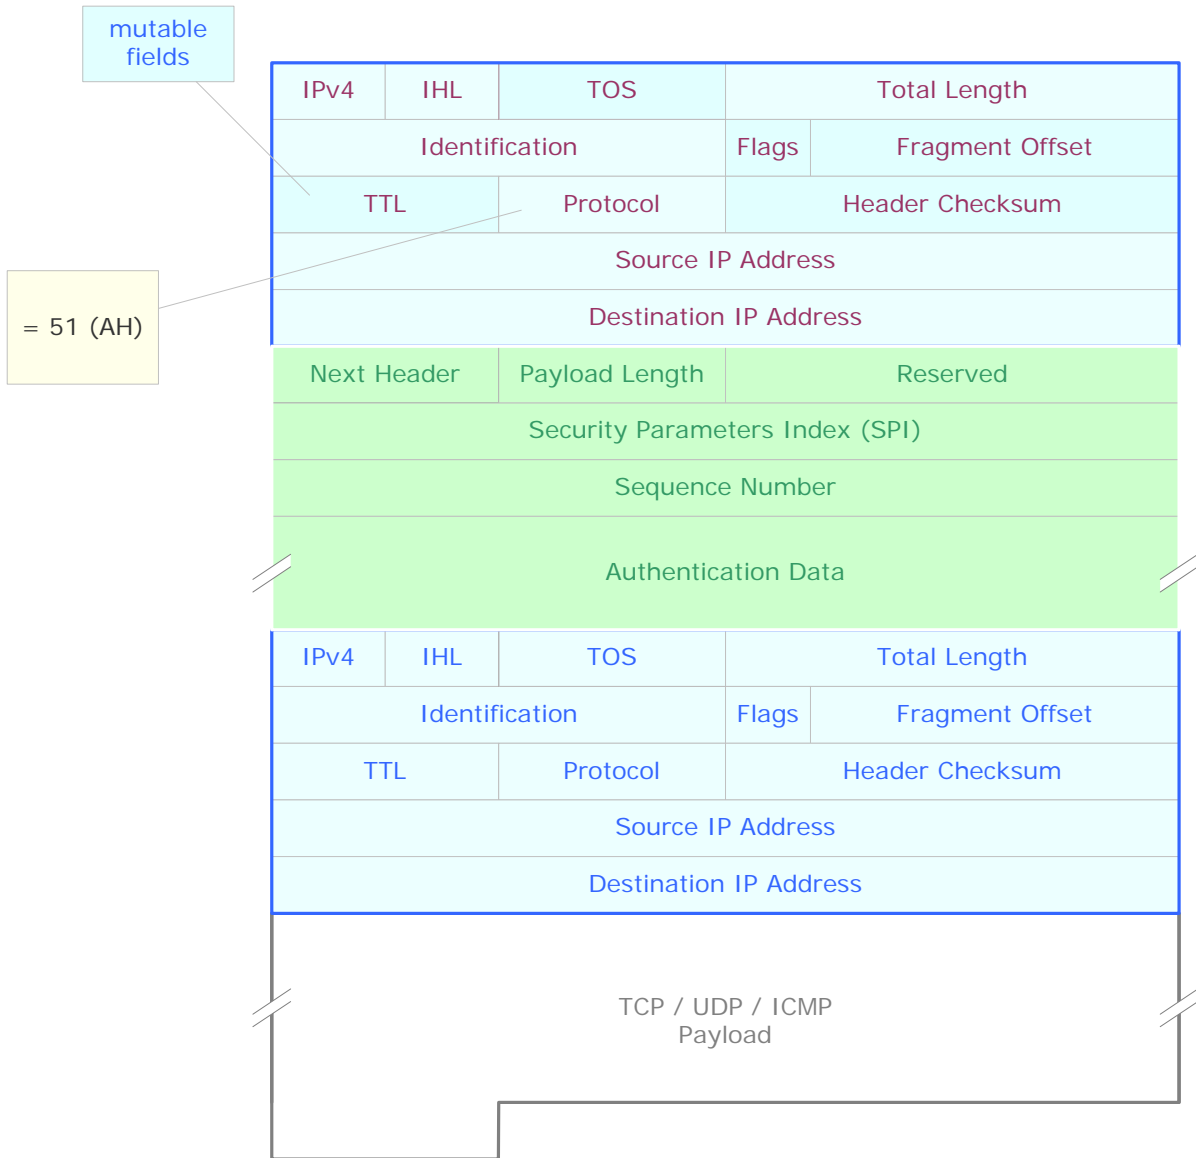 mutable
fields
IPv4 IHL TOS Total Length
Identification Flags Fragment Offset
TTL Protocol Header Checksum
Source IP Address
= 51 (AH)
Destination IP Address
Next Header Payload Length Reserved
Security Parameters Index (SPI)
Sequence Number
Authentication Data
IPv4 IHL TOS Total Length
Identification Flags Fragment Offset
TTL Protocol Header Checksum
Source IP Address
Destination IP Address
TCP / UDP / ICMP
Payload